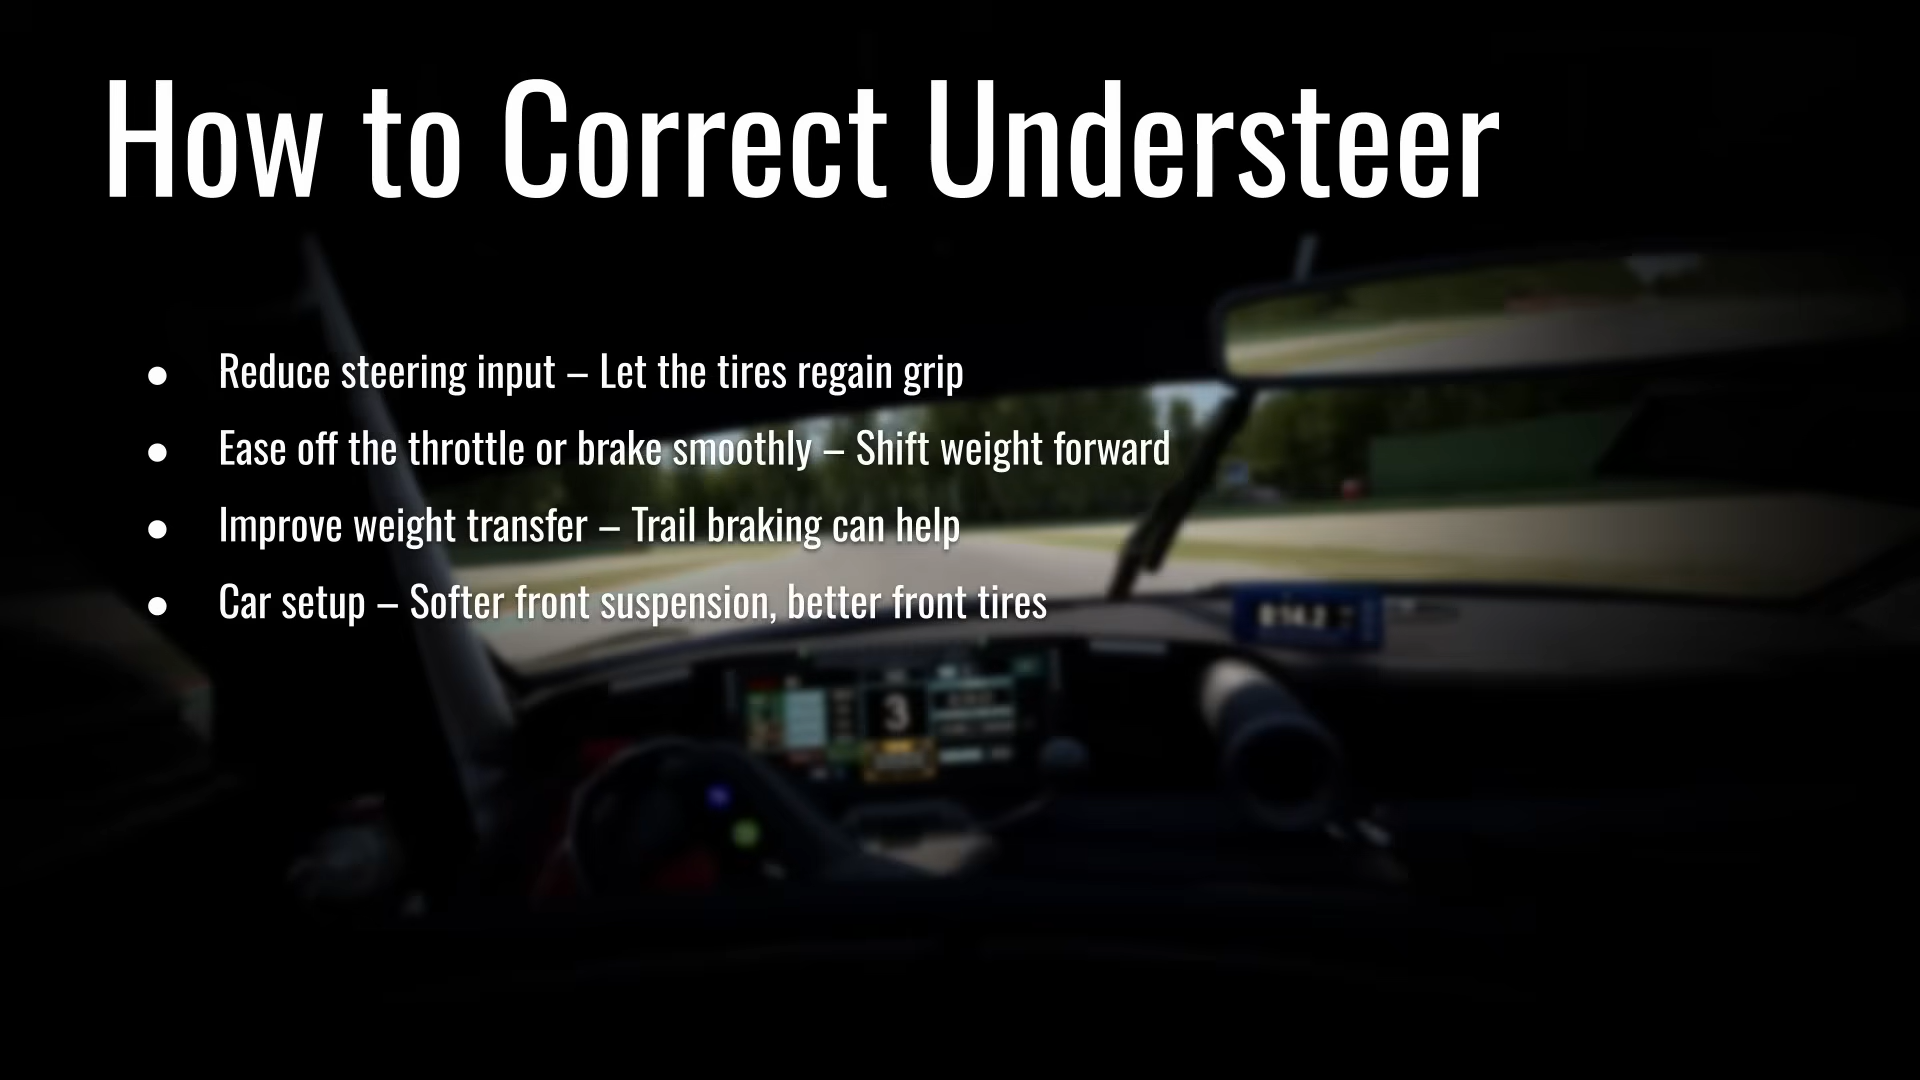 How to Correct Understeer
● Reduce steering input – Let the tires regain grip
● Ease off the throttle or brake smoothly – Shift weight forward
● Improve weight transfer – Trail braking can help
● Car setup – Softer front suspension, better front tires
3